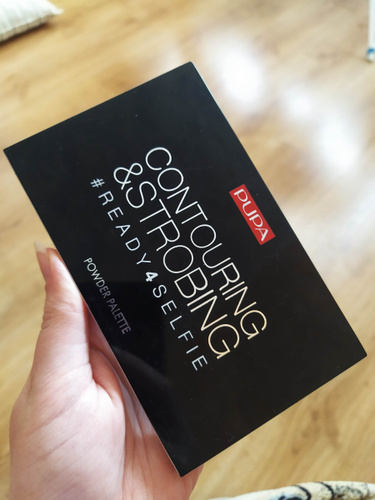 PUPA
CONTOURING
&STROBING
#READY4SELFIE
POWDER PALETTE